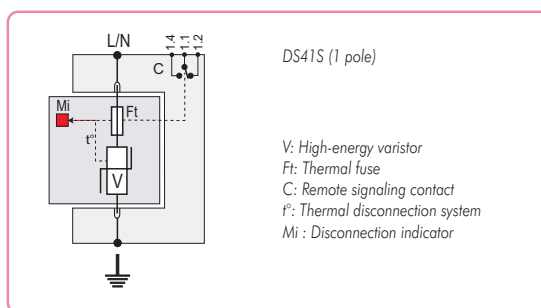 L/N
1.4
1.1
1.2
C
Mi
Ft
t°
V
DS41S (1 pole)
V: High-energy varistor
Ft: Thermal fuse
C: Remote signaling contact
t°: Thermal disconnection system
Mi : Disconnection indicator